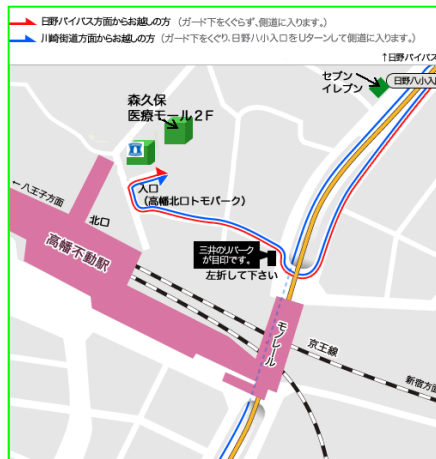 日野バイパス方面からお越しの方 (ガード下をくぐらず、側道に入ります。)
川崎街道方面からお越しの方 (ガード下をくぐり、日野八小入口をUターンして側道に入ります。)
↑日野バイパス
セブン
イレブン
日野八小入口
森久保
医療モール2F
入口
(高幡北口トモパーク)
←八王子方面
北口
高幡不動駅
三井のリパーク
が目印です。
左折して下さい
モノレール
京王線
新宿方面